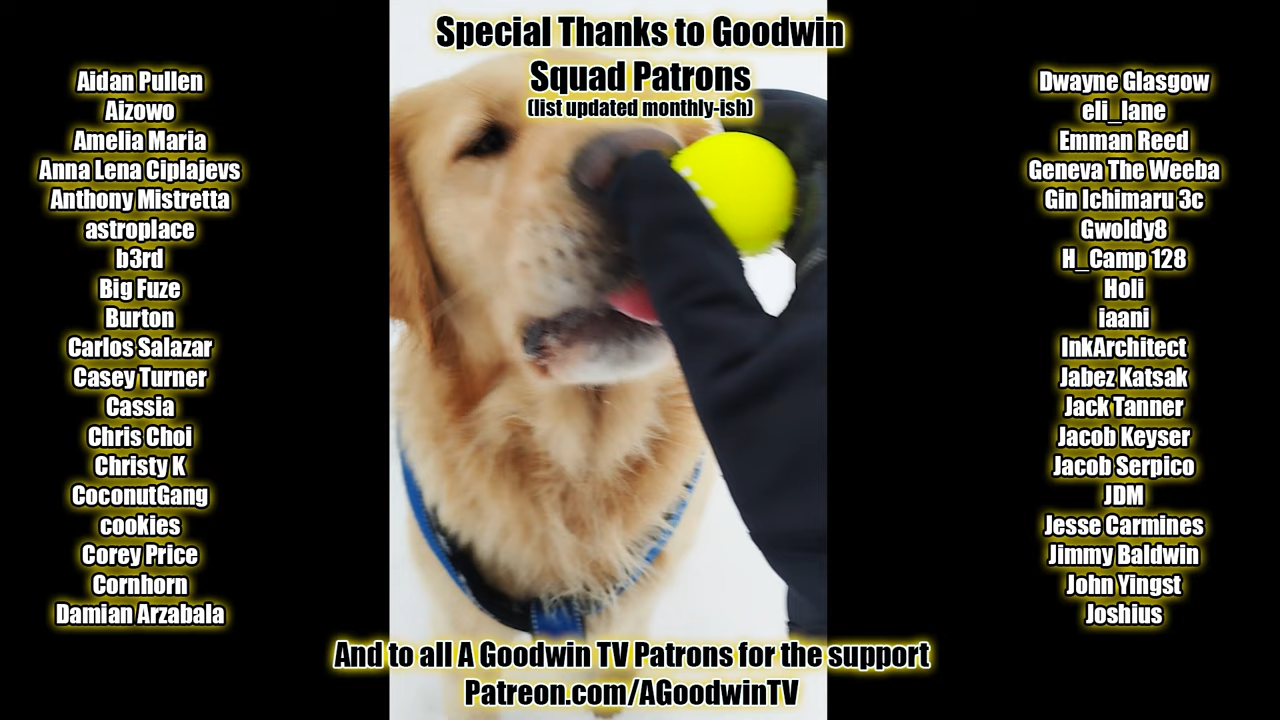 Special Thanks to Goodwin
Squad Patrons
(list updated monthly-ish)
Aidan Pullen
Aizowo
Amelia Maria
Anna Lena Ciplajevs
Anthony Mistretta
astroplace
b3rd
Big Fuze
Burton
Carlos Salazar
Casey Turner
Cassia
Chris Choi
Christy K
CoconutGang
cookies
Corey Price
Cornhorn
Damian Arzabala
Dwayne Glasgow
eli_lane
Emman Reed
Geneva The Weeba
Gin Ichimaru 3c
Gwoldy8
H_Camp 128
Holi
iaani
InkArchitect
Jabez Katsak
Jack Tanner
Jacob Keyser
Jacob Serpico
JDM
Jesse Carmines
Jimmy Baldwin
John Yingst
Joshius
And to all A Goodwin TV Patrons for the support
Patreon.com/AGoodwinTV